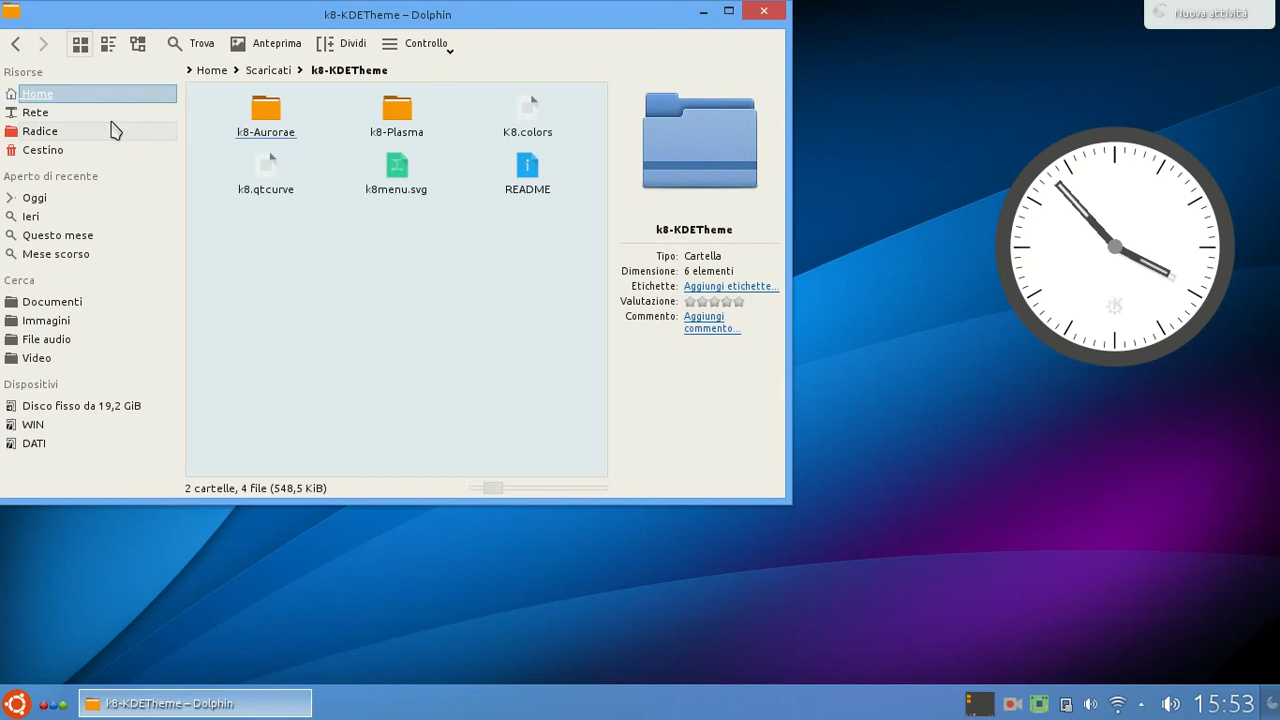 k8-KDETheme – Dolphin
Nuova attività
Trova
Anteprima
Dividi
Controllo
Risorse
Home
Rete
Radice
Cestino
Aperto di recente
Oggi
Ieri
Questo mese
Mese scorso
Cerca
Documenti
Immagini
File audio
Video
Dispositivi
Disco fisso da 19,2 GiB
WIN
DATI
Home
Scaricati
k8-KDETheme
k8-Aurorae
k8-Plasma
K8.colors
k8.qtcurve
k8menu.svg
README
2 cartelle, 4 file (548,5 KiB)
k8-KDETheme
Tipo: Cartella
Dimensione: 6 elementi
Etichette: Aggiungi etichette...
Valutazione:
Commento: Aggiungi
commento...
k8-KDETheme – Dolphin
15:53